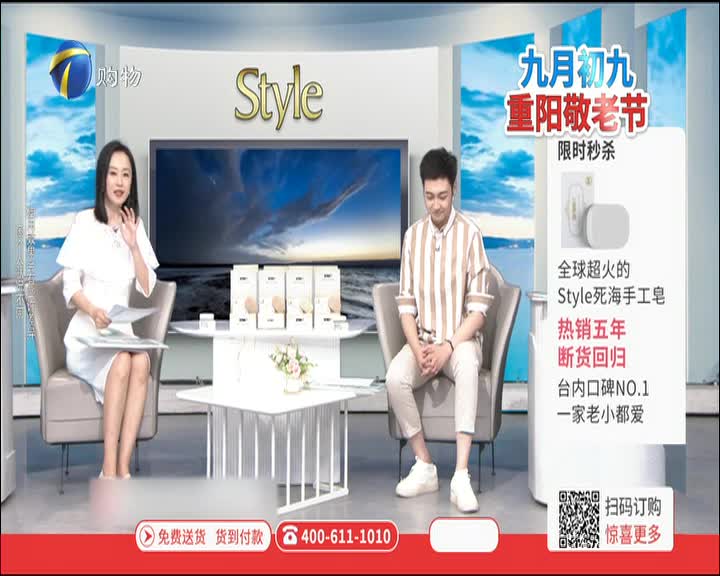 购物
Style
九月初九
重阳敬老节
限时秒杀
全球超火的
Style死海手工皂
热销五年
断货回归
台内口碑NO.1
一家老小都爱
免费送货 货到付款
400-611-1010
扫码订购
惊喜更多